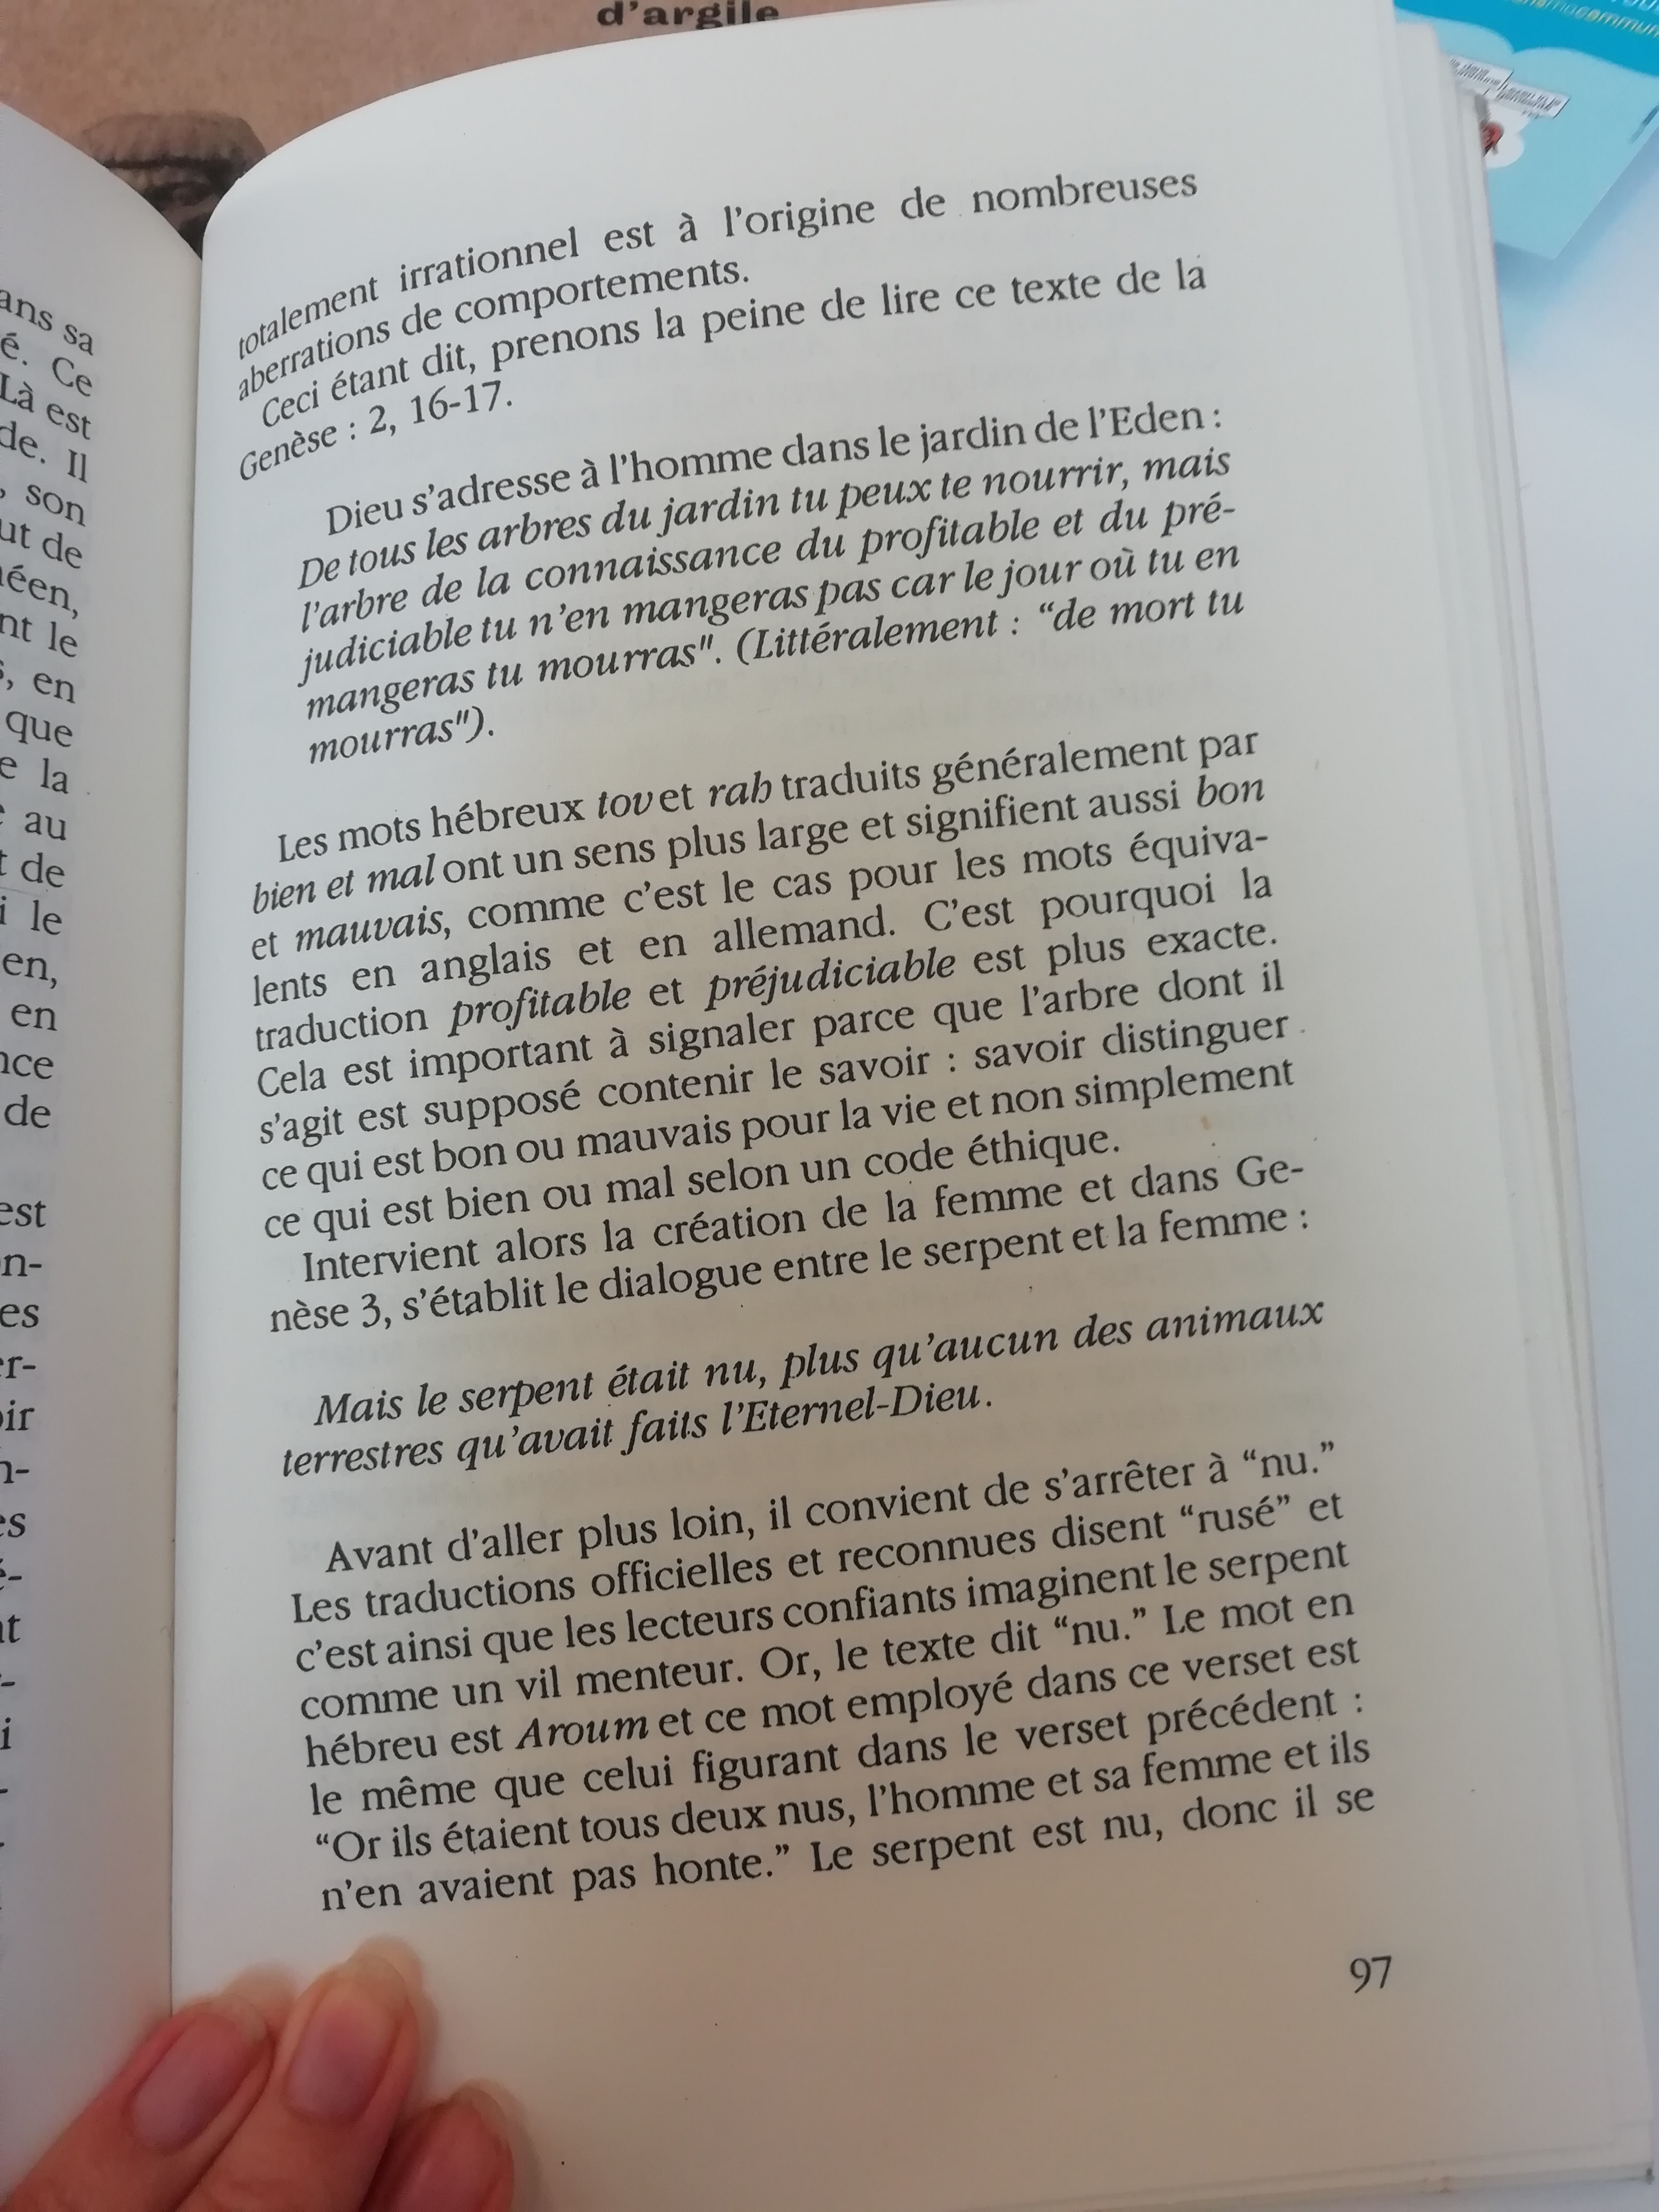 d'argile
ans sa
é. Ce
Là est
de. Il
, son
ut de
néen,
nt le
, en
que
e la
au
t de
i le
en,
en
nce
de
est
n-
es
er-
oir
n-
es
é-
nt
-
i
-
totalement irrationnel est à l'origine de nombreuses
aberrations de comportements.
Ceci étant dit, prenons la peine de lire ce texte de la
Genèse : 2, 16-17.
Dieu s'adresse à l'homme dans le jardin de l'Eden :
De tous les arbres du jardin tu peux te nourrir, mais
l'arbre de la connaissance du profitable et du pré-
judiciable tu n'en mangeras pas car le jour où tu en
mangeras tu mourras". (Littéralement : “de mort tu
mourras").
Les mots hébreux tov et rah traduits généralement par
bien et mal ont un sens plus large et signifient aussi bon
et mauvais, comme c'est le cas pour les mots équiva-
lents en anglais et en allemand. C'est pourquoi la
traduction profitable et préjudiciable est plus exacte.
Cela est important à signaler parce que l'arbre dont il
s'agit est supposé contenir le savoir : savoir distinguer
ce qui est bon ou mauvais pour la vie et non simplement
ce qui est bien ou mal selon un code éthique.
Intervient alors la création de la femme et dans Ge-
nèse 3, s'établit le dialogue entre le serpent et la femme :
Mais le serpent était nu, plus qu'aucun des animaux
terrestres qu'avait faits l'Eternel-Dieu.
Avant d'aller plus loin, il convient de s'arrêter à “nu.”
Les traductions officielles et reconnues disent “rusé” et
c'est ainsi que les lecteurs confiants imaginent le serpent
comme un vil menteur. Or, le texte dit “nu.” Le mot en
hébreu est Aroum et ce mot employé dans ce verset est
le même que celui figurant dans le verset précédent :
“Or ils étaient tous deux nus, l'homme et sa femme et ils
n'en avaient pas honte.” Le serpent est nu, donc il se
97